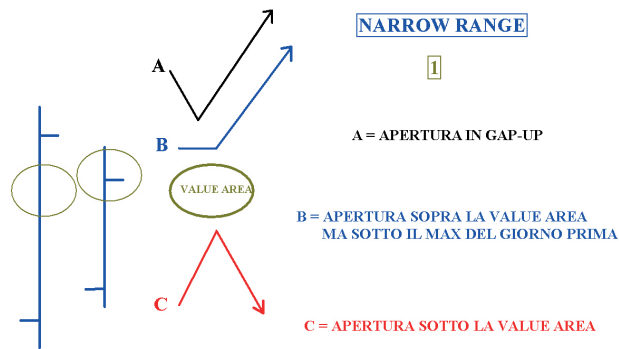 NARROW RANGE
1
A
A = APERTURA IN GAP-UP
B
VALUE AREA
B = APERTURA SOPRA LA VALUE AREA
MA SOTTO IL MAX DEL GIORNO PRIMA
C
C = APERTURA SOTTO LA VALUE AREA